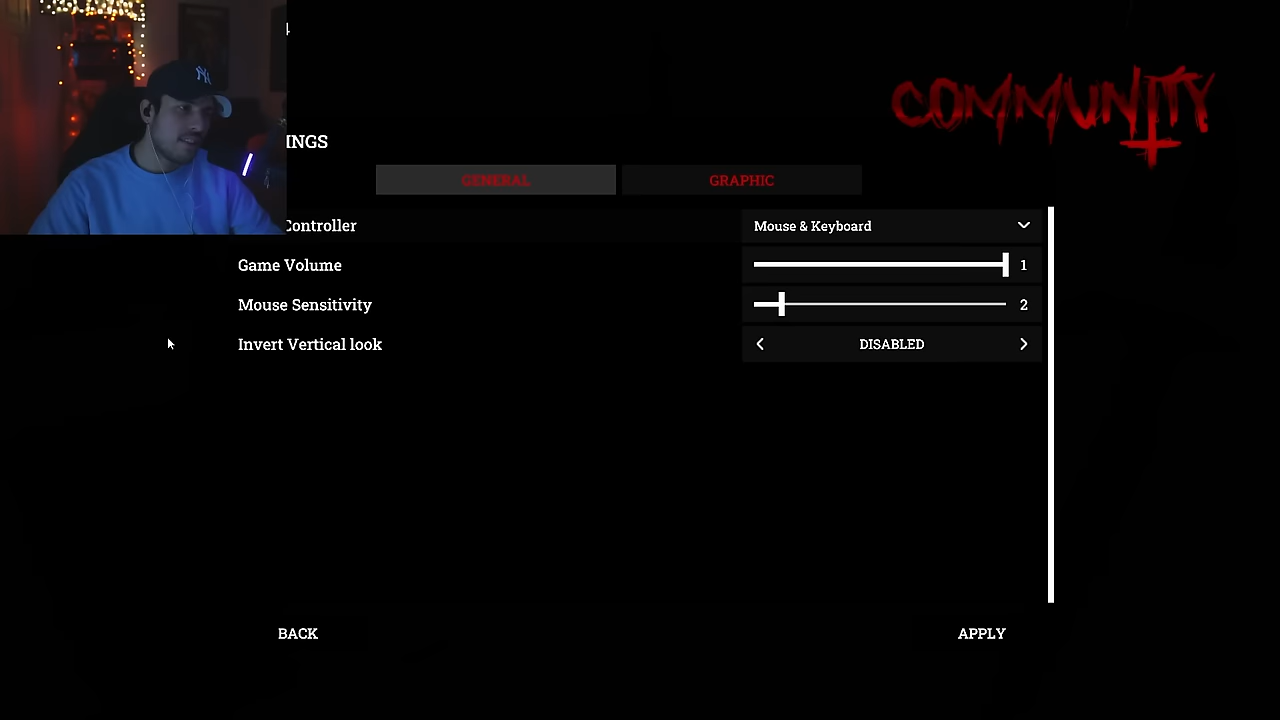 4
COMMUNITY
INGS
GENERAL GRAPHIC
Controller Mouse & Keyboard
Game Volume 1
Mouse Sensitivity 2
Invert Vertical look DISABLED
BACK APPLY